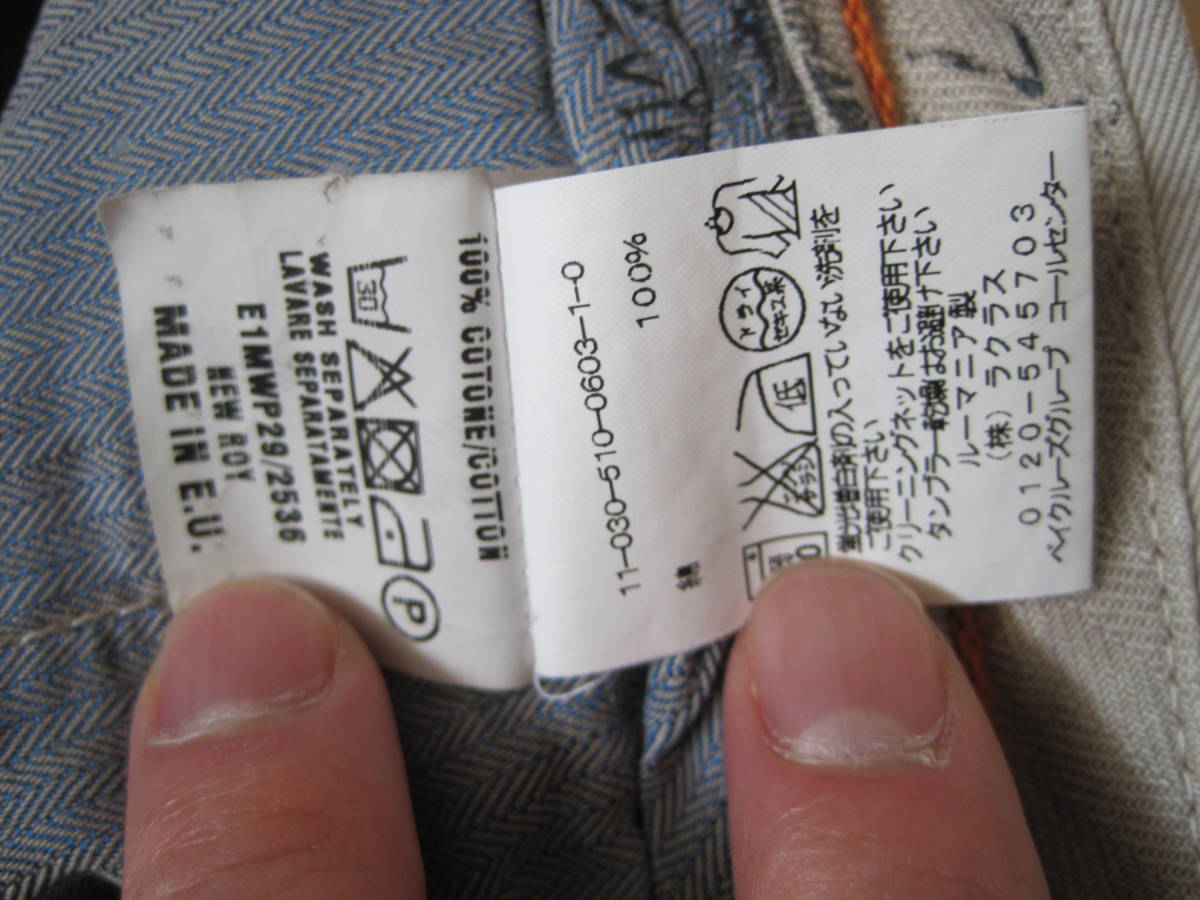 100% COTONE/COTTON
30
P
WASH SEPARATELY
LAVARE SEPARATAMENTE
E1MWP29/2536
NEW ROY
MADE IN E.U.
11-030-510-0603-1-0
綿 100%
低
ドライ
セキユ系
蛍光増白剤の入っていない洗剤を
ご使用下さい
クリーニングネットをご使用下さい
タンブラー乾燥はお避け下さい
ルーマニア製
(株) ラクラス
0120-545703
ベイクルーズグループ コールセンター